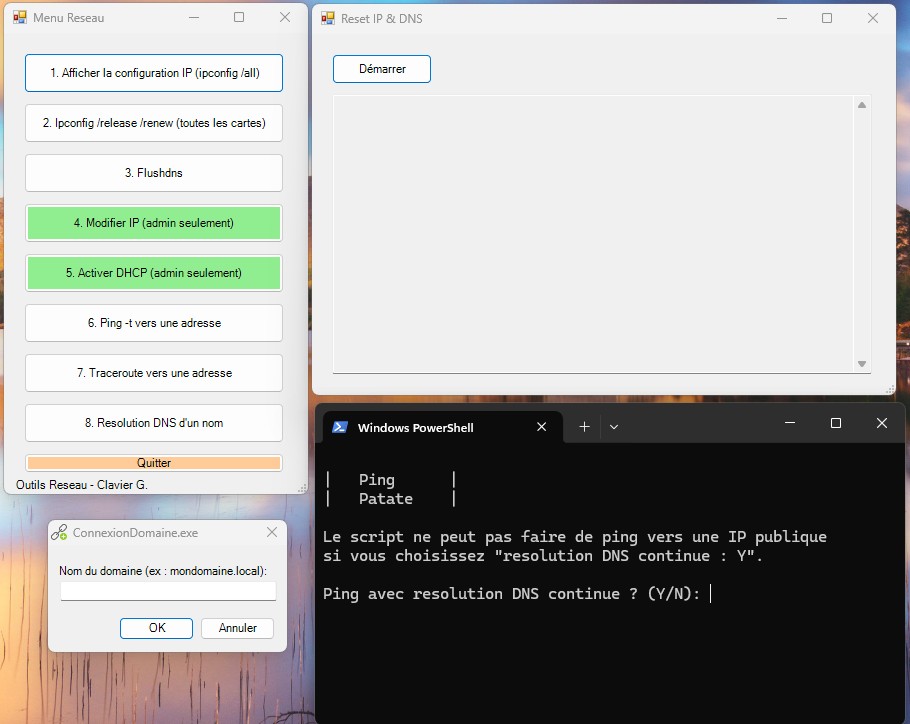 Menu Reseau
1. Afficher la configuration IP (ipconfig /all)
2. Ipconfig /release /renew (toutes les cartes)
3. Flushdns
4. Modifier IP (admin seulement)
5. Activer DHCP (admin seulement)
6. Ping -t vers une adresse
7. Traceroute vers une adresse
8. Resolution DNS d'un nom
Quitter
Outils Reseau - Clavier G.
Reset IP & DNS
Démarrer
ConnexionDomaine.exe
Nom du domaine (ex : mondomaine.local):
OK
Annuler
Windows PowerShell
| Ping |
| Patate |
Le script ne peut pas faire de ping vers une IP publique
si vous choisissez "resolution DNS continue : Y".
Ping avec resolution DNS continue ? (Y/N):